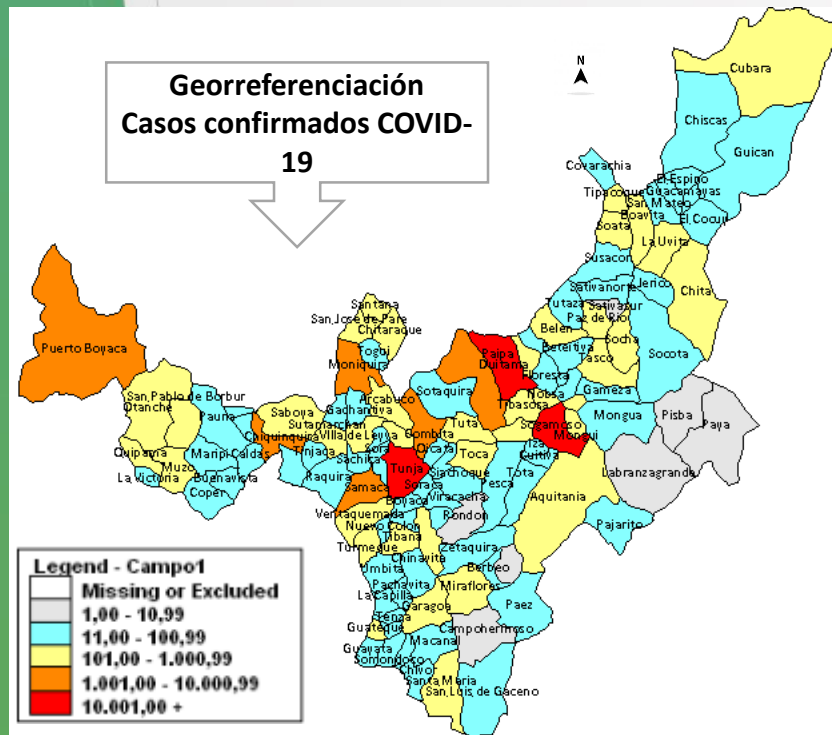 Georreferenciación
Casos confirmados COVID-
19
N
Cubara
Chiscas
Guican
Covarachia
El Espino
Tipacoque
Guacamayas
San Mateo
Boavita
El Cocuy
Soata
La Uvita
Susacon
Chita
Sativanorte
Jerico
Tutaza
Sativasur
Paz de Rio
Belen
Socha
Socota
Beteitiva
Tasco
Puerto Boyaca
Santana
San Jose de Pare
Chitaraque
Togui
Moniquira
Paipa
Duitama
Floresta
Gameza
Nobsa
Sotaquira
Tibasosa
Mongua
Pisba
Paya
San Pablo de Borbur
Otanche
Pauna
Saboya
Arcabuco
Gachantiva
Sutamarchan
Chiquinquira
Villa de Leyva
Combita
Tuta
Sogamoso
Mongui
Quipama
Maripi
Caldas
Tinjaca
Sora
Oicata
Toca
Iza
Cuitiva
Labranzagrande
Muzo
Sachica
Tunja
Siachoque
Tota
La Victoria
Buenavista
Raquira
Samaca
Soraca
Pesca
Aquitania
Coper
Viracacha
Boyaca
Rondon
Ventaquemada
Pajarito
Nuevo Colon
Tibana
Zetaquira
Turmeque
Chinavita
Berbeo
Umbita
Pachavita
Miraflores
Paez
La Capilla
Garagoa
Tenza
Guateque
Campohermoso
Macanal
Guayata
Somondoco
Chivor
Santa Maria
San Luis de Gaceno
Legend - Campo1
Missing or Excluded
1,00 - 10,99
11,00 - 100,99
101,00 - 1.000,99
1.001,00 - 10.000,99
10.001,00 +